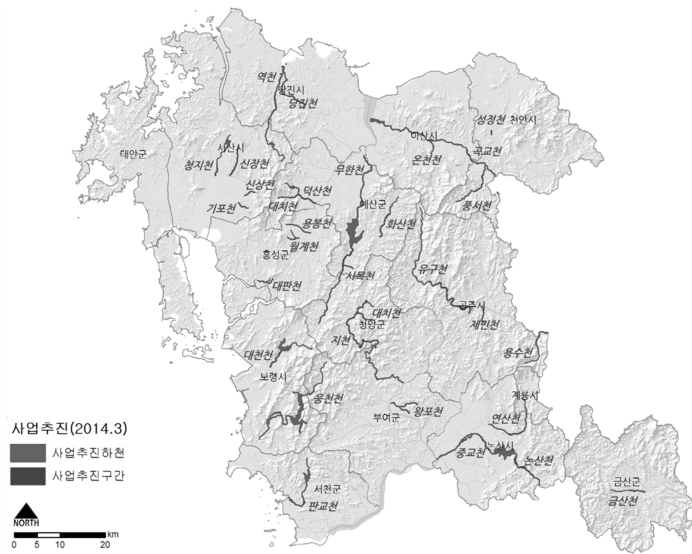 역천
당진시
당진천
성정천 천안시
아산시
온천천
곡교천
태안군
서산시
청지천
신장천
무한천
풍서천
신상천
덕산천
대치천
예산군
기포천
화산천
용봉천
월계천
홍성군
유구천
시목천
대판천
공주시
대치천
제민천
청양군
지천
대천천
용수천
보령시
계룡시
웅천천
왕포천
부여군
연산천
논산시
중교천
논산천
사업추진(2014.3)
사업추진하천
사업추진구간
서천군
판교천
금산군
금산천
NORTH
km
0 5 10 20